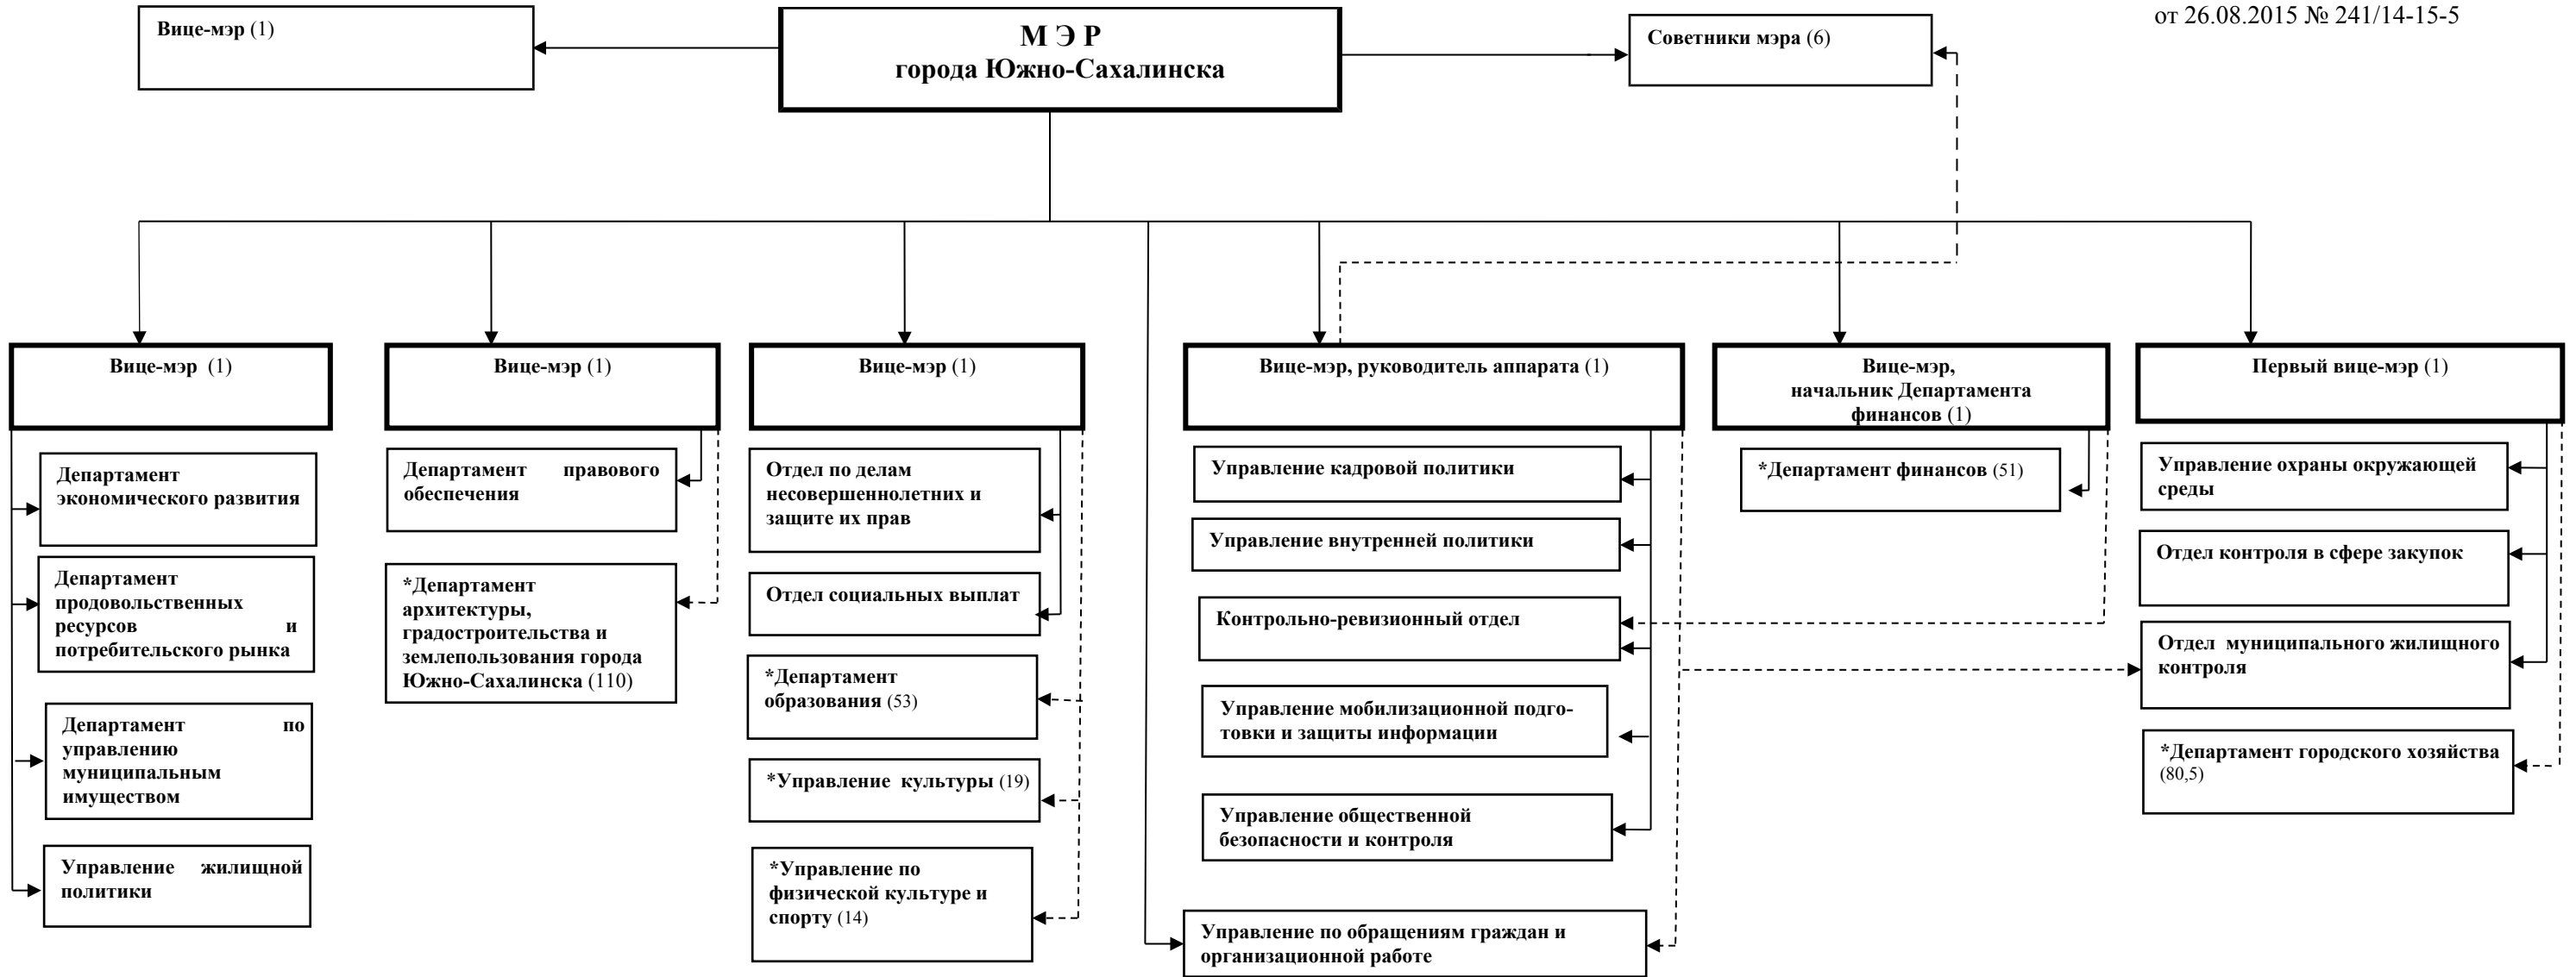 от 26.08.2015 № 241/14-15-5
Вице-мэр (1)
М Э Р
города Южно-Сахалинска
Советники мэра (6)
Вице-мэр (1)
Вице-мэр (1)
Вице-мэр (1)
Вице-мэр, руководитель аппарата (1)
Вице-мэр,
начальник Департамента
финансов (1)
Первый вице-мэр (1)
Департамент
экономического развития
Департамент
продовольственных
ресурсов и
потребительского рынка
Департамент по
управлению
муниципальным
имуществом
Управление жилищной
политики
Департамент правового
обеспечения
*Департамент
архитектуры,
градостроительства и
землепользования города
Южно-Сахалинска (110)
Отдел по делам
несовершеннолетних и
защите их прав
Отдел социальных выплат
*Департамент
образования (53)
*Управление культуры (19)
*Управление по
физической культуре и
спорту (14)
Управление кадровой политики
Управление внутренней политики
Контрольно-ревизионный отдел
Управление мобилизационной подго-
товки и защиты информации
Управление общественной
безопасности и контроля
Управление по обращениям граждан и
организационной работе
*Департамент финансов (51)
Управление охраны окружающей
среды
Отдел контроля в сфере закупок
Отдел муниципального жилищного
контроля
*Департамент городского хозяйства
(80,5)